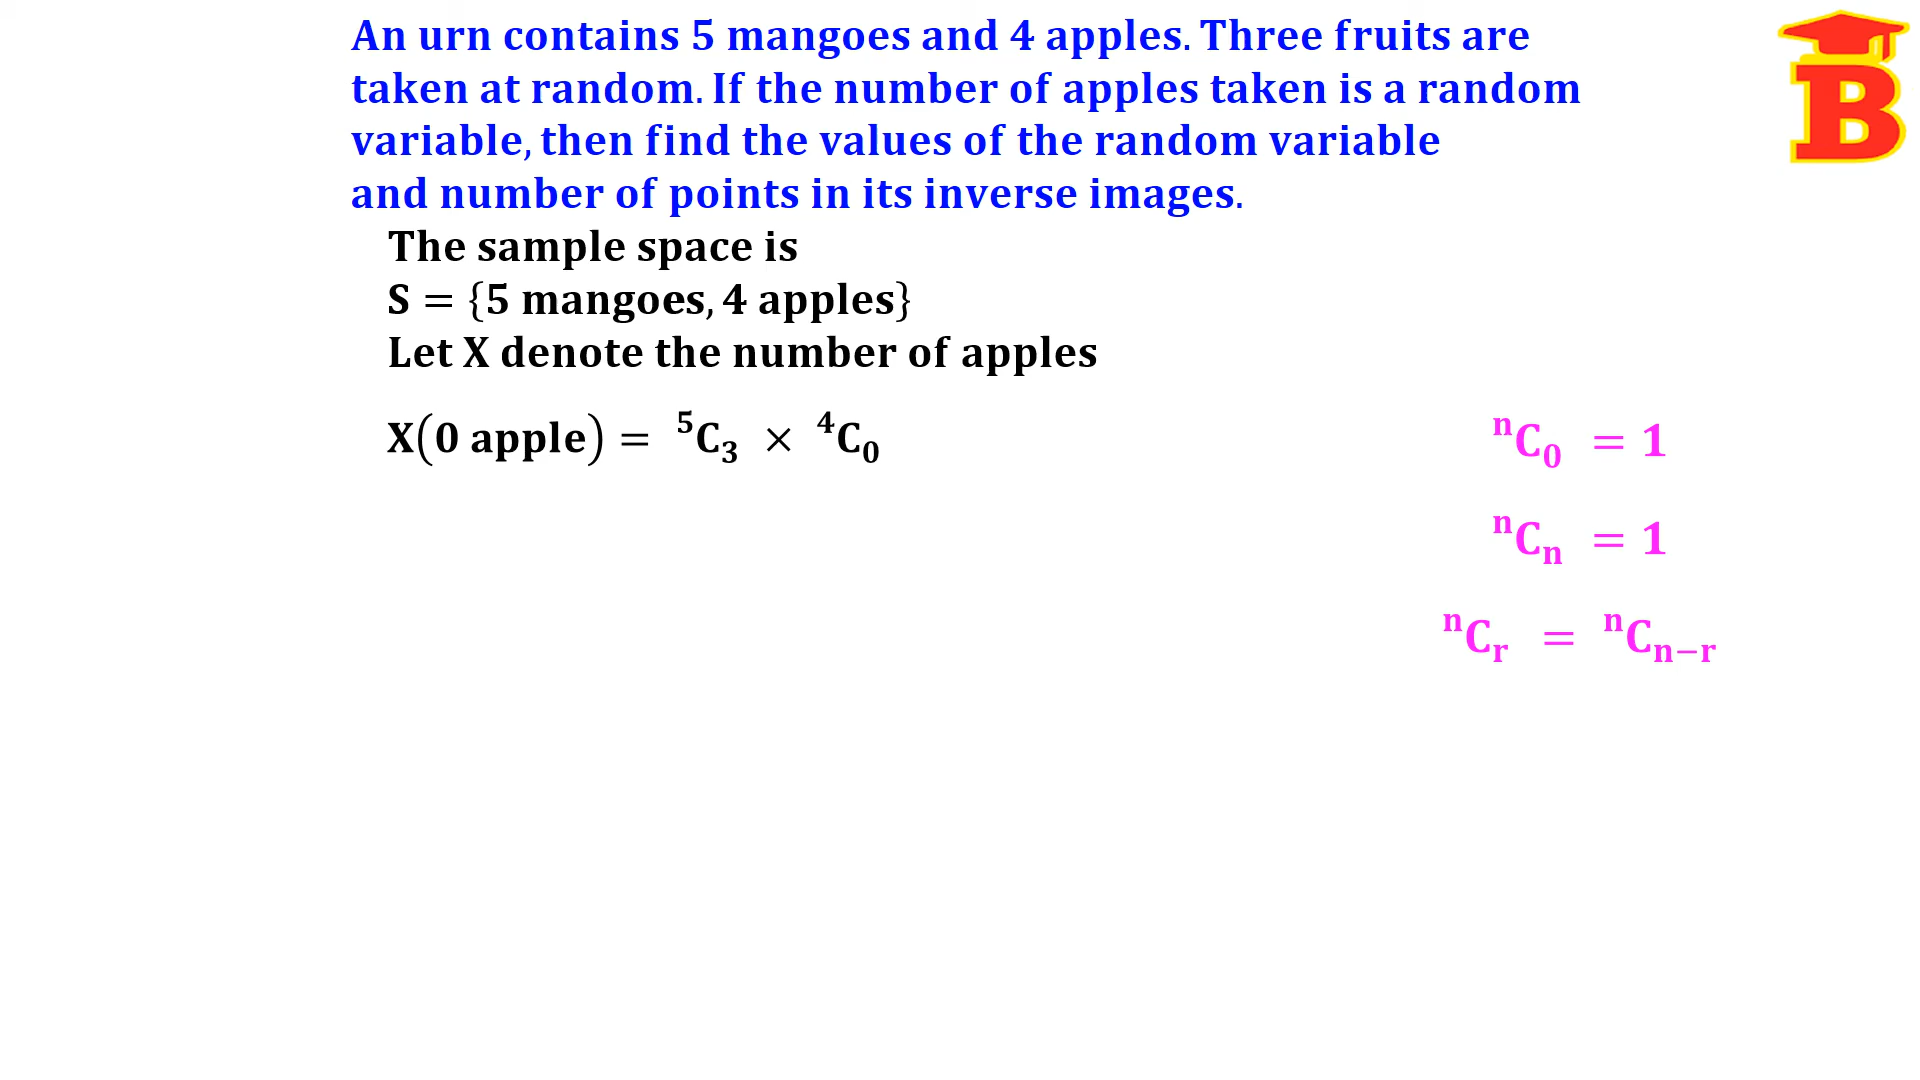 An urn contains 5 mangoes and 4 apples. Three fruits are
taken at random. If the number of apples taken is a random
variable, then find the values of the random variable
and number of points in its inverse images.
The sample space is
S = {5 mangoes, 4 apples}
Let X denote the number of apples
X(0 apple) = ⁵C₃ × ⁴C₀
ⁿC₀ = 1
ⁿCₙ = 1
ⁿCᵣ = ⁿCₙ₋ᵣ
B